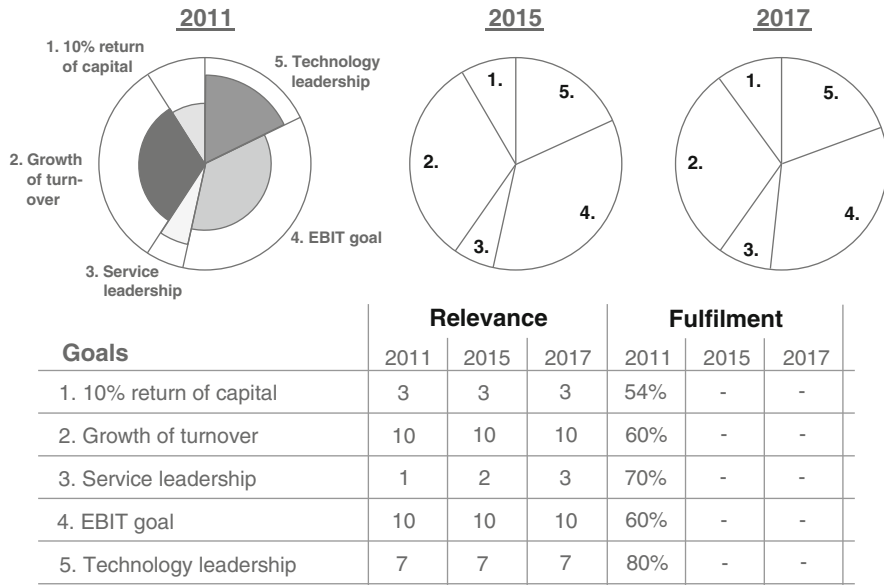 2011
2015
2017
1. 10% return
of capital
5. Technology
leadership
2. Growth
of turn-
over
4. EBIT goal
3. Service
leadership
1.
5.
2.
4.
3.
1.
5.
2.
4.
3.
Relevance Fulfilment
Goals 2011 2015 2017 2011 2015 2017
1. 10% return of capital 3 3 3 54% - -
2. Growth of turnover 10 10 10 60% - -
3. Service leadership 1 2 3 70% - -
4. EBIT goal 10 10 10 60% - -
5. Technology leadership 7 7 7 80% - -